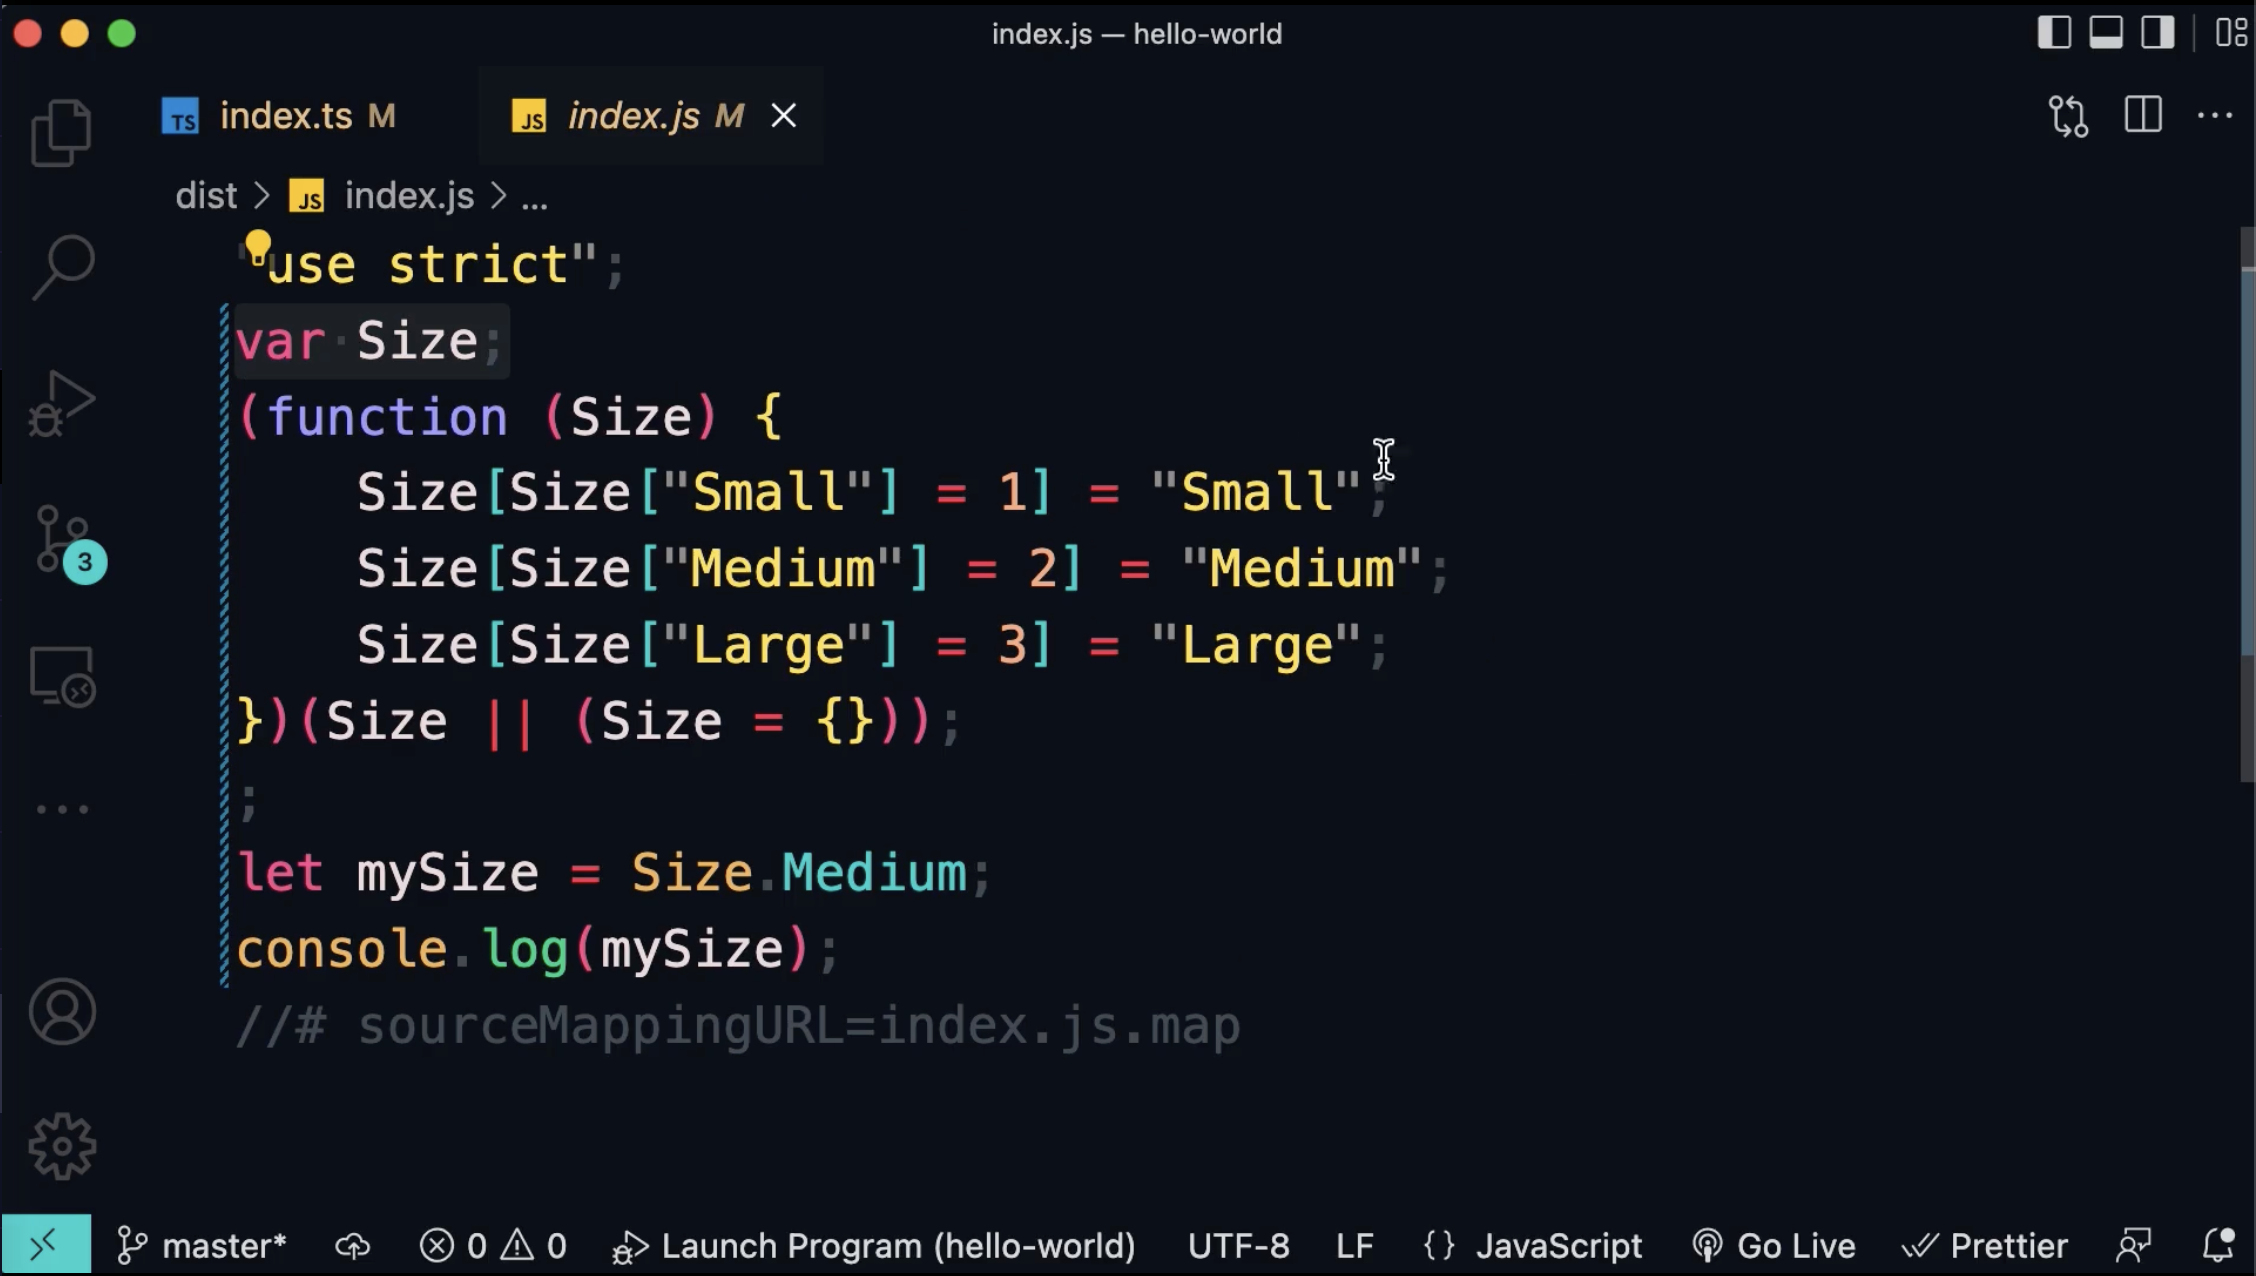 index.js — hello-world
TS index.ts M JS index.js M
dist > JS index.js > ...
"use strict";
var Size;
(function (Size) {
    Size[Size["Small"] = 1] = "Small";
    Size[Size["Medium"] = 2] = "Medium";
    Size[Size["Large"] = 3] = "Large";
})(Size || (Size = {}));
;
let mySize = Size.Medium;
console.log(mySize);
//# sourceMappingURL=index.js.map
3
master* 0 0 Launch Program (hello-world) UTF-8 LF {} JavaScript Go Live Prettier